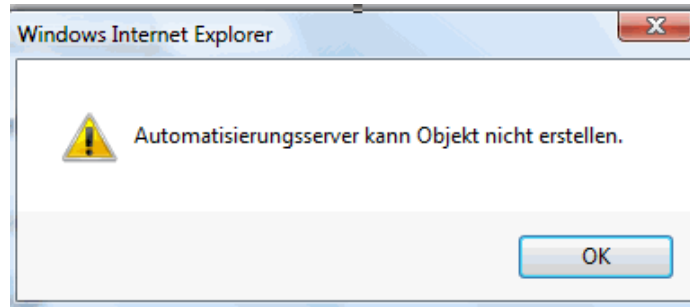 Windows Internet Explorer
Automatisierungsserver kann Objekt nicht erstellen.
OK